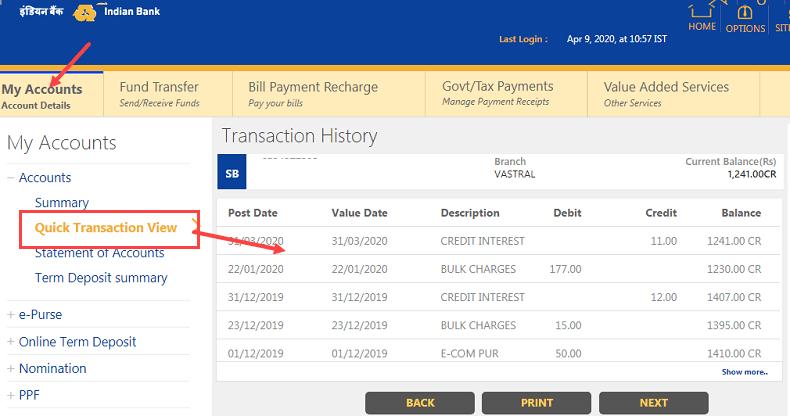 इंडियन बैंक Indian Bank
Last Login : Apr 9, 2020, at 10:57 IST
HOME OPTIONS
My Accounts
Account Details
Fund Transfer
Send/Receive Funds
Bill Payment Recharge
Pay your bills
Govt/Tax Payments
Manage Payment Receipts
Value Added Services
Other Services
My Accounts
− Accounts
Summary
Quick Transaction View
Statement of Accounts
Term Deposit summary
+ e-Purse
+ Online Term Deposit
+ Nomination
+ PPF
Transaction History
SB
Branch
VASTRAL
Current Balance(Rs)
1,241.00CR
Post Date Value Date Description Debit Credit Balance
31/03/2020 31/03/2020 CREDIT INTEREST 11.00 1241.00 CR
22/01/2020 22/01/2020 BULK CHARGES 177.00 1230.00 CR
31/12/2019 31/12/2019 CREDIT INTEREST 12.00 1407.00 CR
23/12/2019 23/12/2019 BULK CHARGES 15.00 1395.00 CR
01/12/2019 01/12/2019 E-COM PUR 50.00 1410.00 CR
Show more..
BACK PRINT NEXT